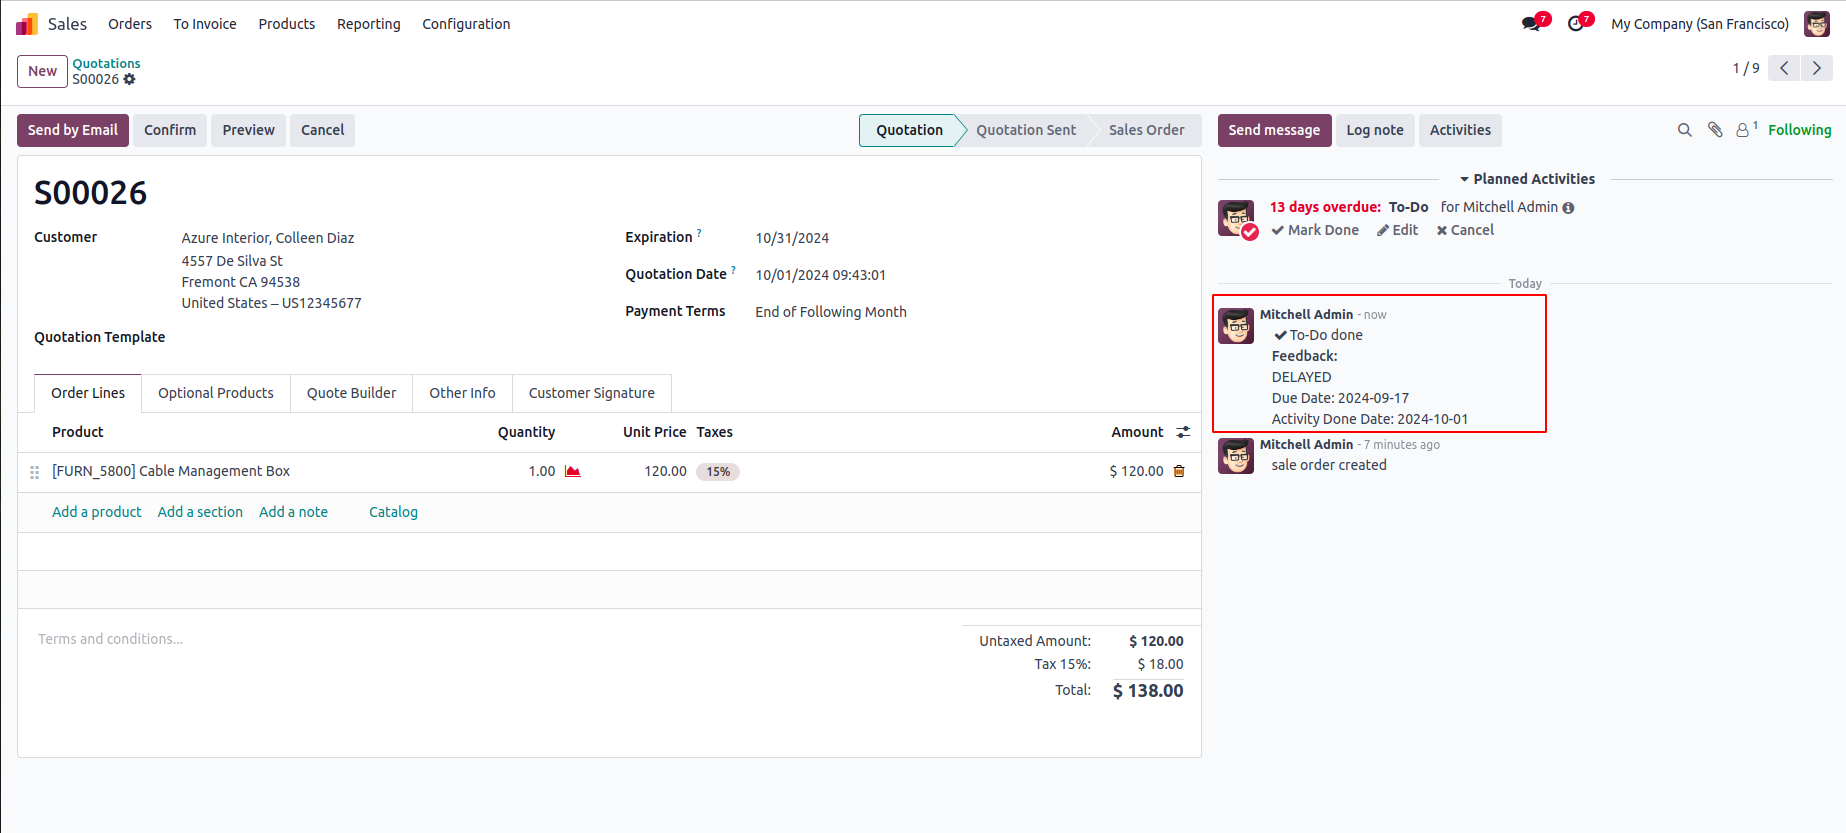 Sales Orders To Invoice Products Reporting Configuration 7 7 My Company (San Francisco)
New Quotations
S00026
1 / 9
Send by Email Confirm Preview Cancel Quotation Quotation Sent Sales Order
Send message Log note Activities 1 Following
S00026
Customer Azure Interior, Colleen Diaz
4557 De Silva St
Fremont CA 94538
United States – US12345677
Quotation Template
Expiration ? 10/31/2024
Quotation Date ? 10/01/2024 09:43:01
Payment Terms End of Following Month
Order Lines Optional Products Quote Builder Other Info Customer Signature
Product Quantity Unit Price Taxes Amount
[FURN_5800] Cable Management Box 1.00 120.00 15% $ 120.00
Add a product Add a section Add a note Catalog
Terms and conditions...
Untaxed Amount: $ 120.00
Tax 15%: $ 18.00
Total: $ 138.00
Planned Activities
13 days overdue: To-Do for Mitchell Admin
Mark Done Edit Cancel
Today
Mitchell Admin - now
To-Do done
Feedback:
DELAYED
Due Date: 2024-09-17
Activity Done Date: 2024-10-01
Mitchell Admin - 7 minutes ago
sale order created